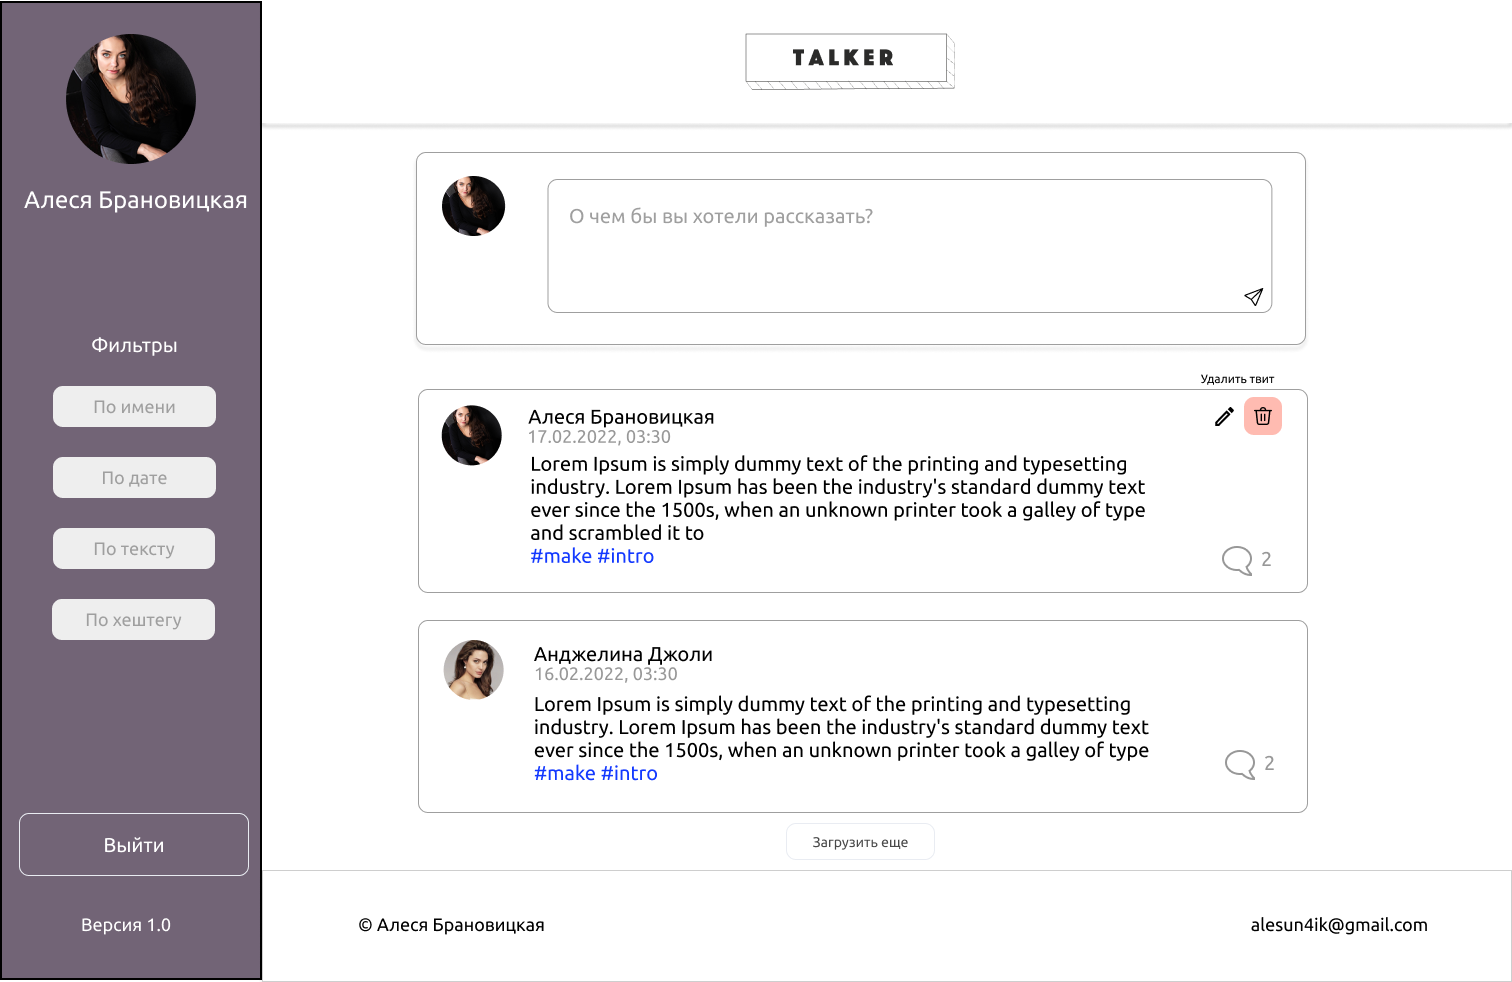 Алеся Брановицкая
Фильтры
По имени
По дате
По тексту
По хештегу
Выйти
Версия 1.0
TALKER
О чем бы вы хотели рассказать?
Удалить твит
Алеся Брановицкая
17.02.2022, 03:30
Lorem Ipsum is simply dummy text of the printing and typesetting
industry. Lorem Ipsum has been the industry's standard dummy text
ever since the 1500s, when an unknown printer took a galley of type
and scrambled it to
#make #intro
2
Анджелина Джоли
16.02.2022, 03:30
Lorem Ipsum is simply dummy text of the printing and typesetting
industry. Lorem Ipsum has been the industry's standard dummy text
ever since the 1500s, when an unknown printer took a galley of type
#make #intro
2
Загрузить еще
© Алеся Брановицкая
alesun4ik@gmail.com